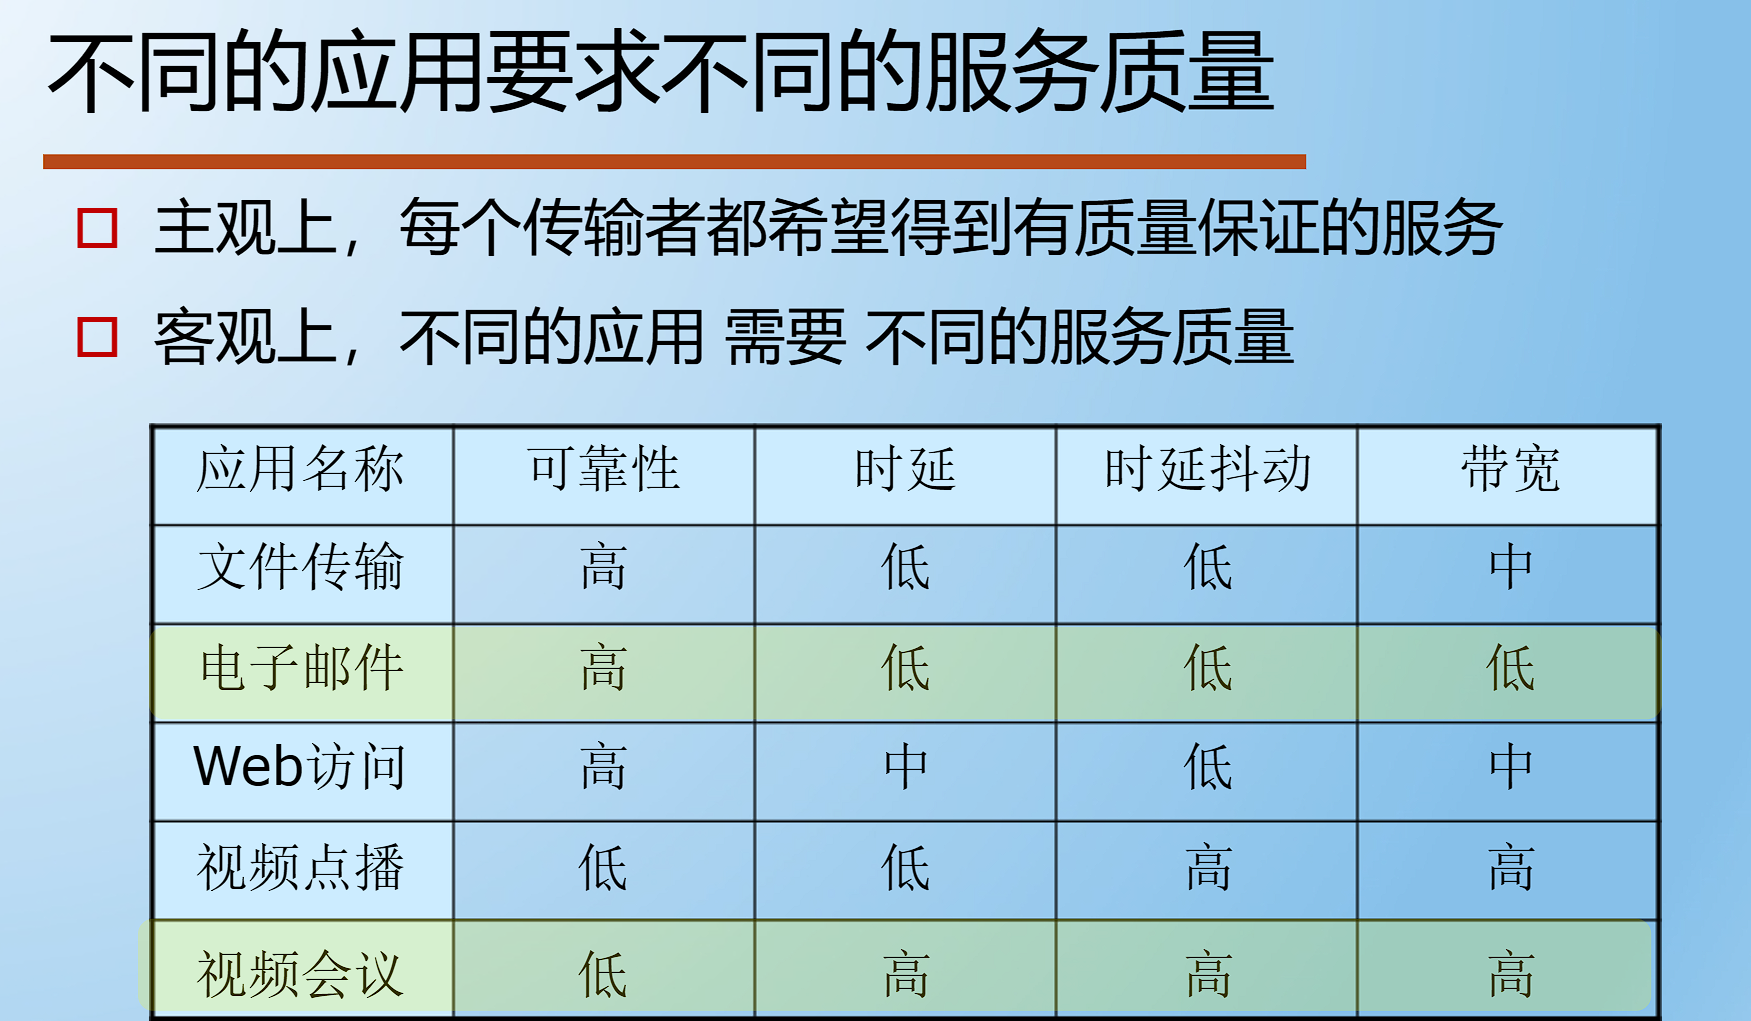 不同的应用要求不同的服务质量
主观上，每个传输者都希望得到有质量保证的服务
客观上，不同的应用 需要 不同的服务质量
应用名称 可靠性 时延 时延抖动 带宽
文件传输 高 低 低 中
电子邮件 高 低 低 低
Web访问 高 中 低 中
视频点播 低 低 高 高
视频会议 低 高 高 高